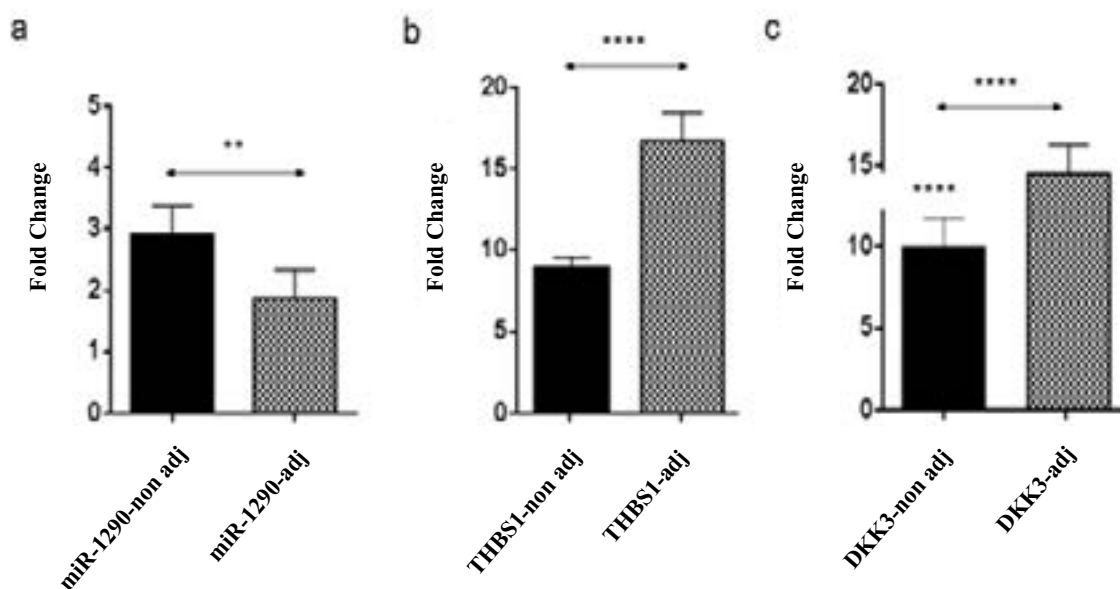 a
**
5
4
3
2
1
0
Fold Change
miR-1290-non adj
miR-1290-adj
b
****
20
15
10
5
0
Fold Change
THBS1-non adj
THBS1-adj
c
****
****
20
15
10
5
0
Fold Change
DKK3-non adj
DKK3-adj